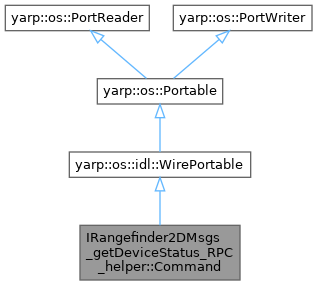 yarp::os::PortReader
yarp::os::PortWriter
yarp::os::Portable
yarp::os::idl::WirePortable
IRangefinder2DMsgs
_getDeviceStatus_RPC
_helper::Command